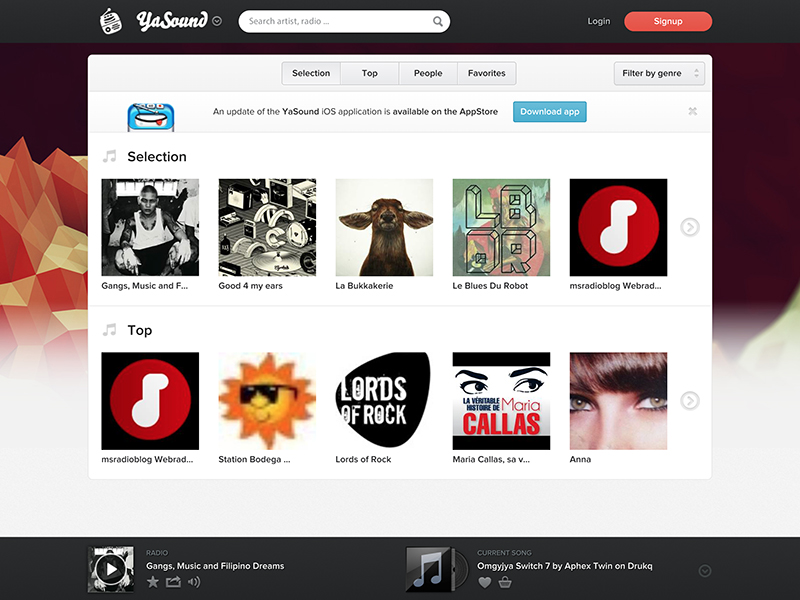 YaSound
Search artist, radio ...
Login
Signup
Selection
Top
People
Favorites
Filter by genre
An update of the YaSound iOS application is available on the AppStore
Download app
Selection
LB
DR
Gangs, Music and F...
Good 4 my ears
La Bukkakerie
Le Blues Du Robot
msradioblog Webrad...
Top
LORDS
OF ROCK
LA VÉRITABLE
HISTOIRE DE Maria
CALLAS
msradioblog Webrad...
Station Bodega ...
Lords of Rock
Maria Callas, sa v...
Anna
RADIO
Gangs, Music and Filipino Dreams
CURRENT SONG
Omgyjya Switch 7 by Aphex Twin on Drukq